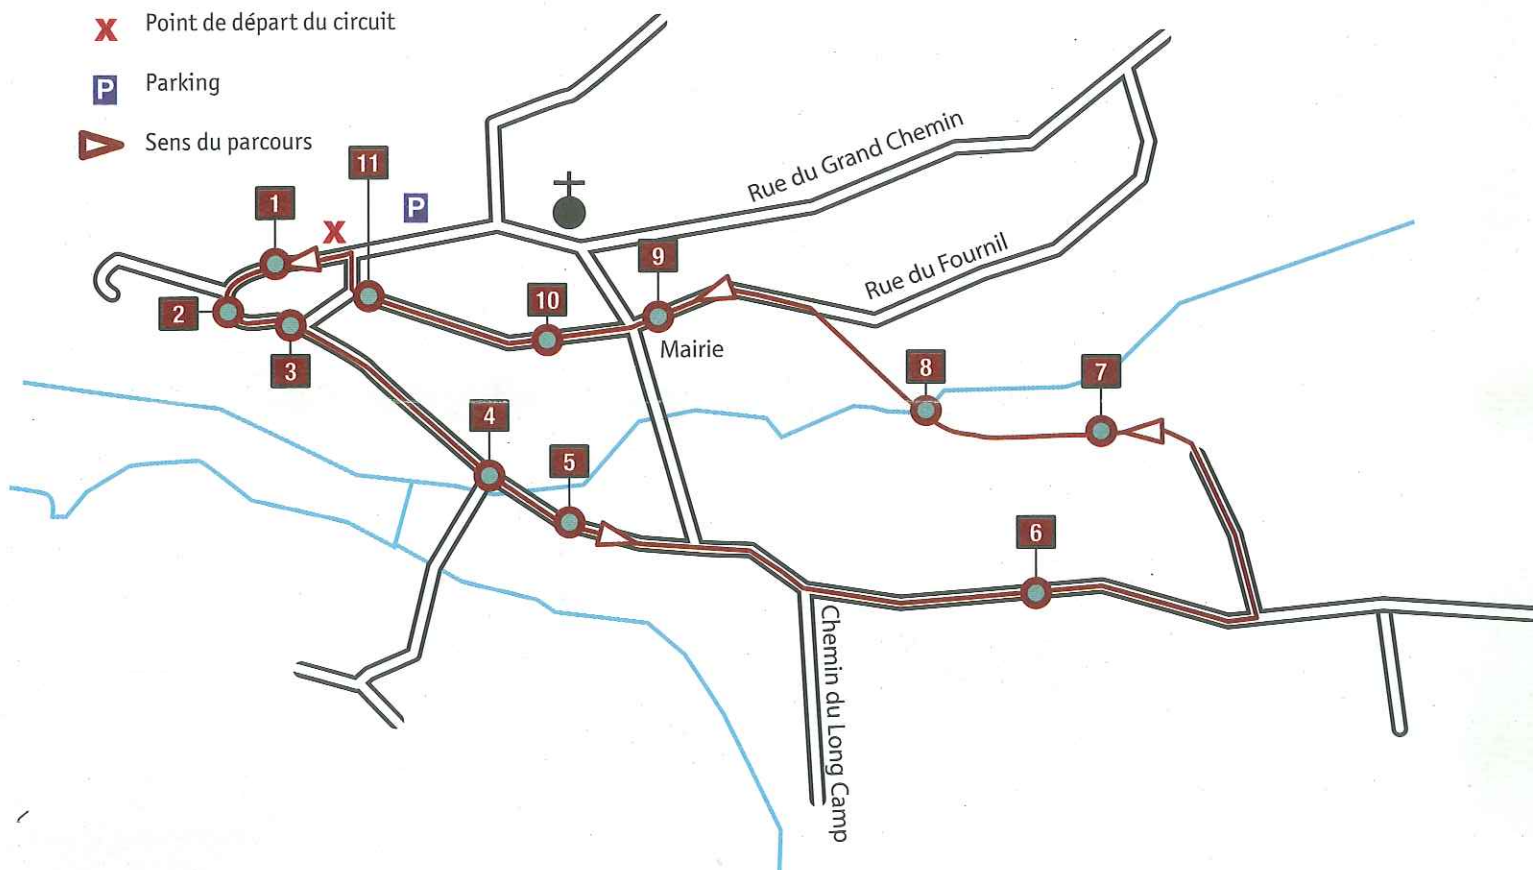 X Point de départ du circuit
P Parking
Sens du parcours
11
1
X
P
Rue du Grand Chemin
9
Rue du Fournil
2
10
Mairie
3
8
7
4
5
6
Chemin du Long Camp